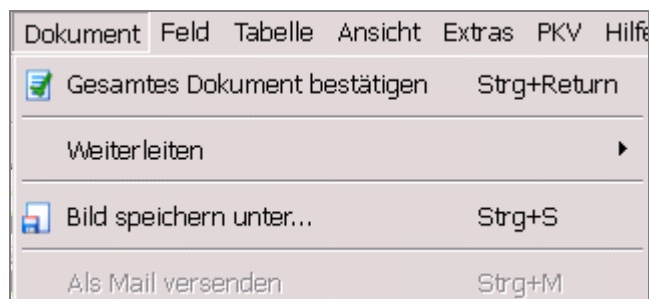 Dokument Feld Tabelle Ansicht Extras PKV Hilfe
Gesamtes Dokument bestätigen Strg+Return
Weiterleiten
Bild speichern unter... Strg+S
Als Mail versenden Strg+M